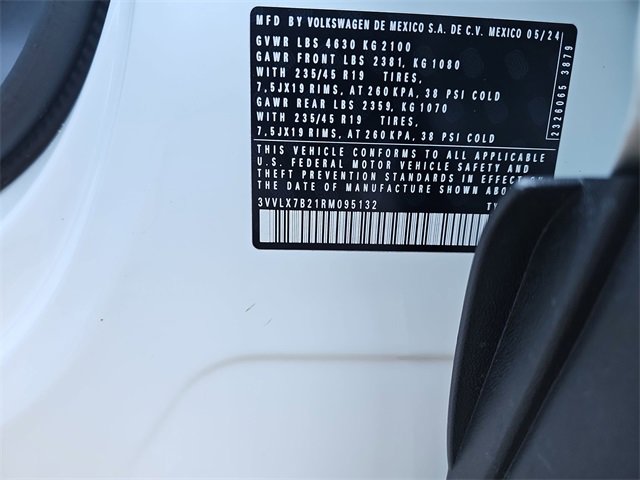 MFD BY VOLKSWAGEN DE MEXICO S.A. DE C.V. MEXICO 05/24
GVWR LBS 4630 KG 2100
GAWR FRONT LBS 2381, KG 1080
WITH 235/45 R19 TIRES,
7,5JX19 RIMS, AT 260 KPA, 38 PSI COLD
GAWR REAR LBS 2359, KG 1070
WITH 235/45 R19 TIRES,
7,5JX19 RIMS, AT 260 KPA, 38 PSI COLD
2326065 3879
THIS VEHICLE CONFORMS TO ALL APPLICABLE
U.S. FEDERAL MOTOR VEHICLE SAFETY, BUMPER, AND
THEFT PREVENTION STANDARDS IN EFFECT ON
THE DATE OF MANUFACTURE SHOWN ABO
3VVLX7B21RM095132 TY